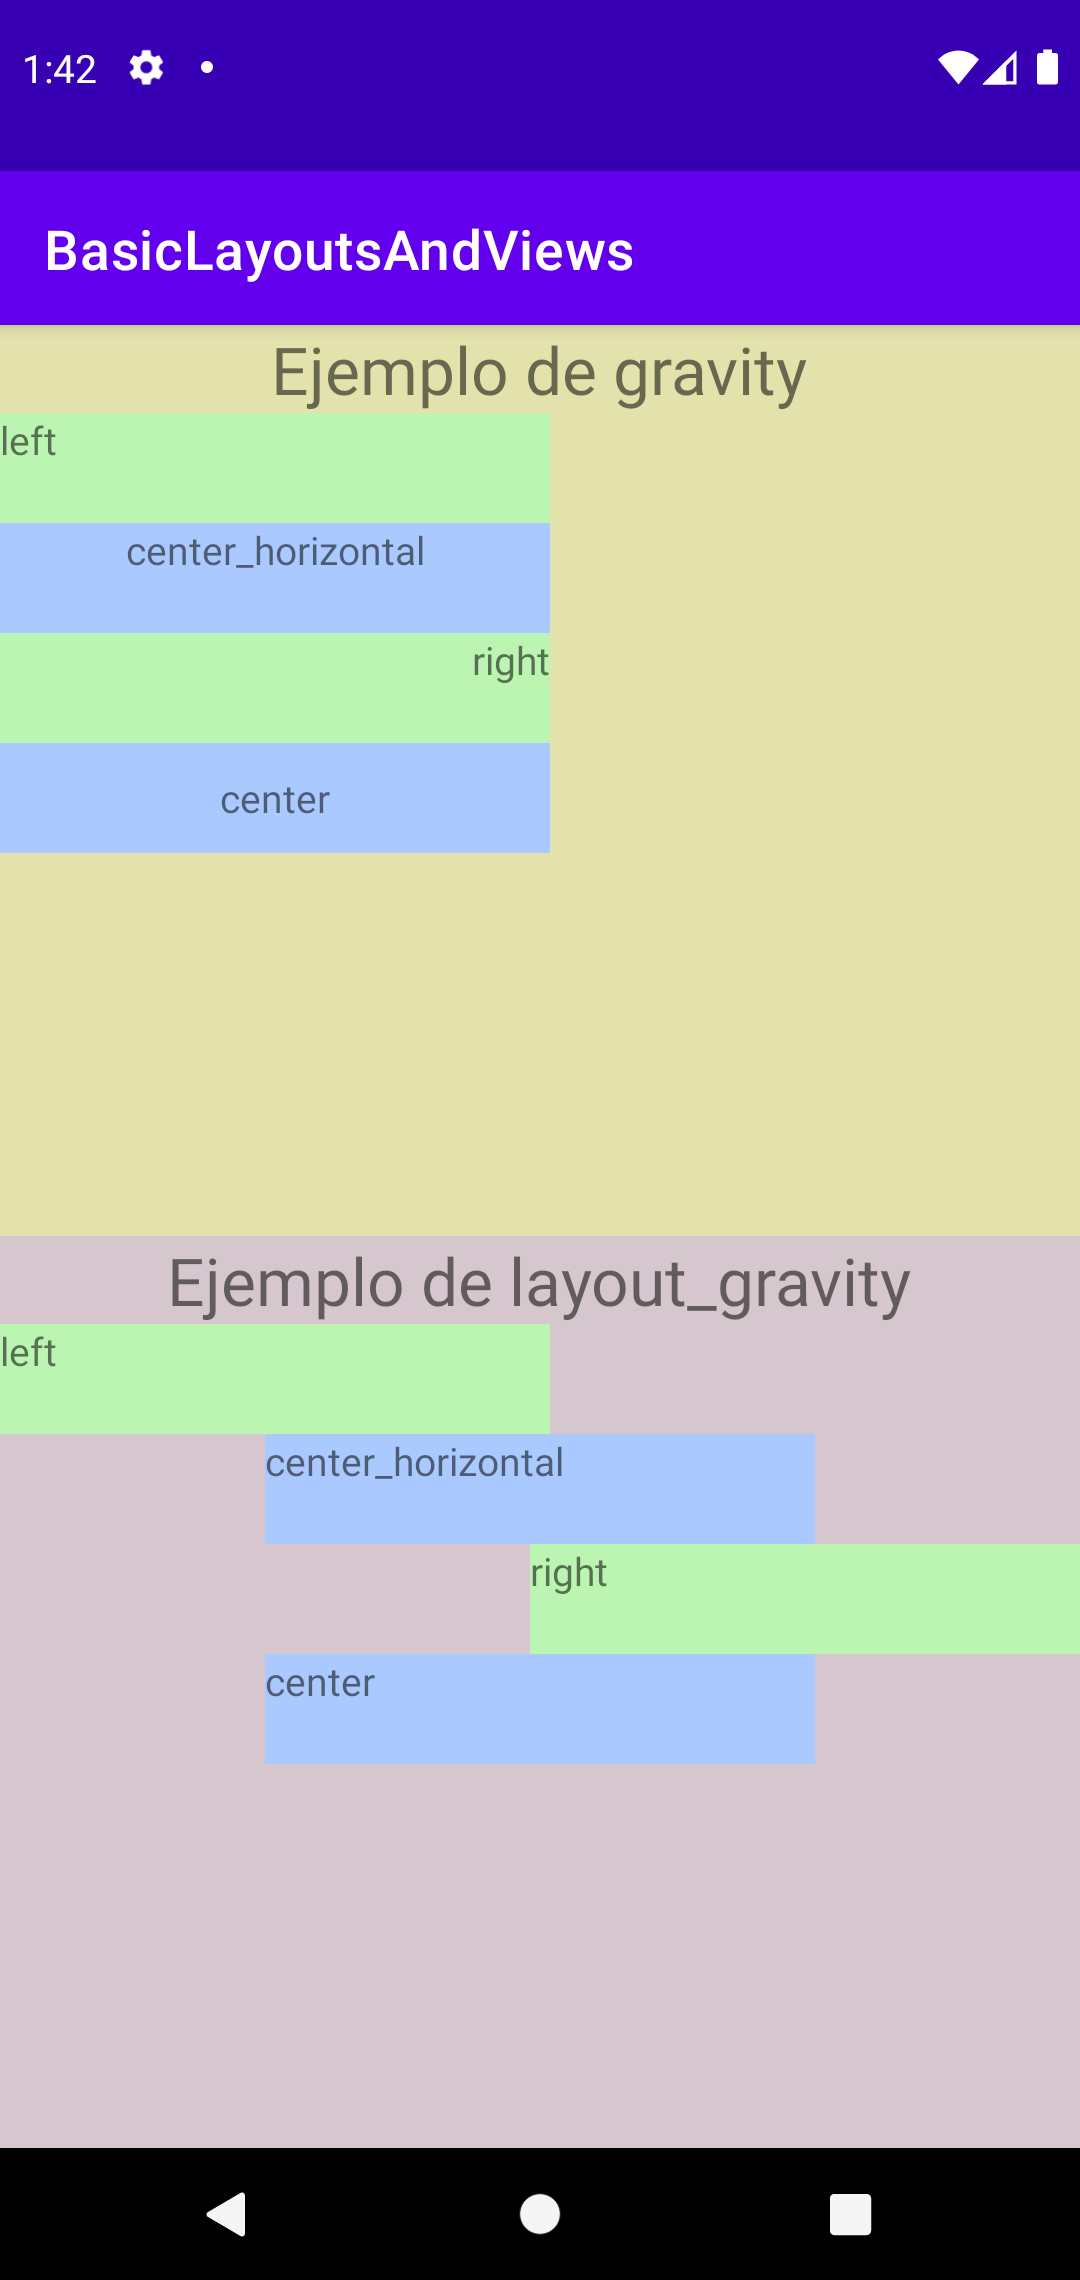 1:42
BasicLayoutsAndViews
Ejemplo de gravity
left
center_horizontal
right
center
Ejemplo de layout_gravity
left
center_horizontal
right
center